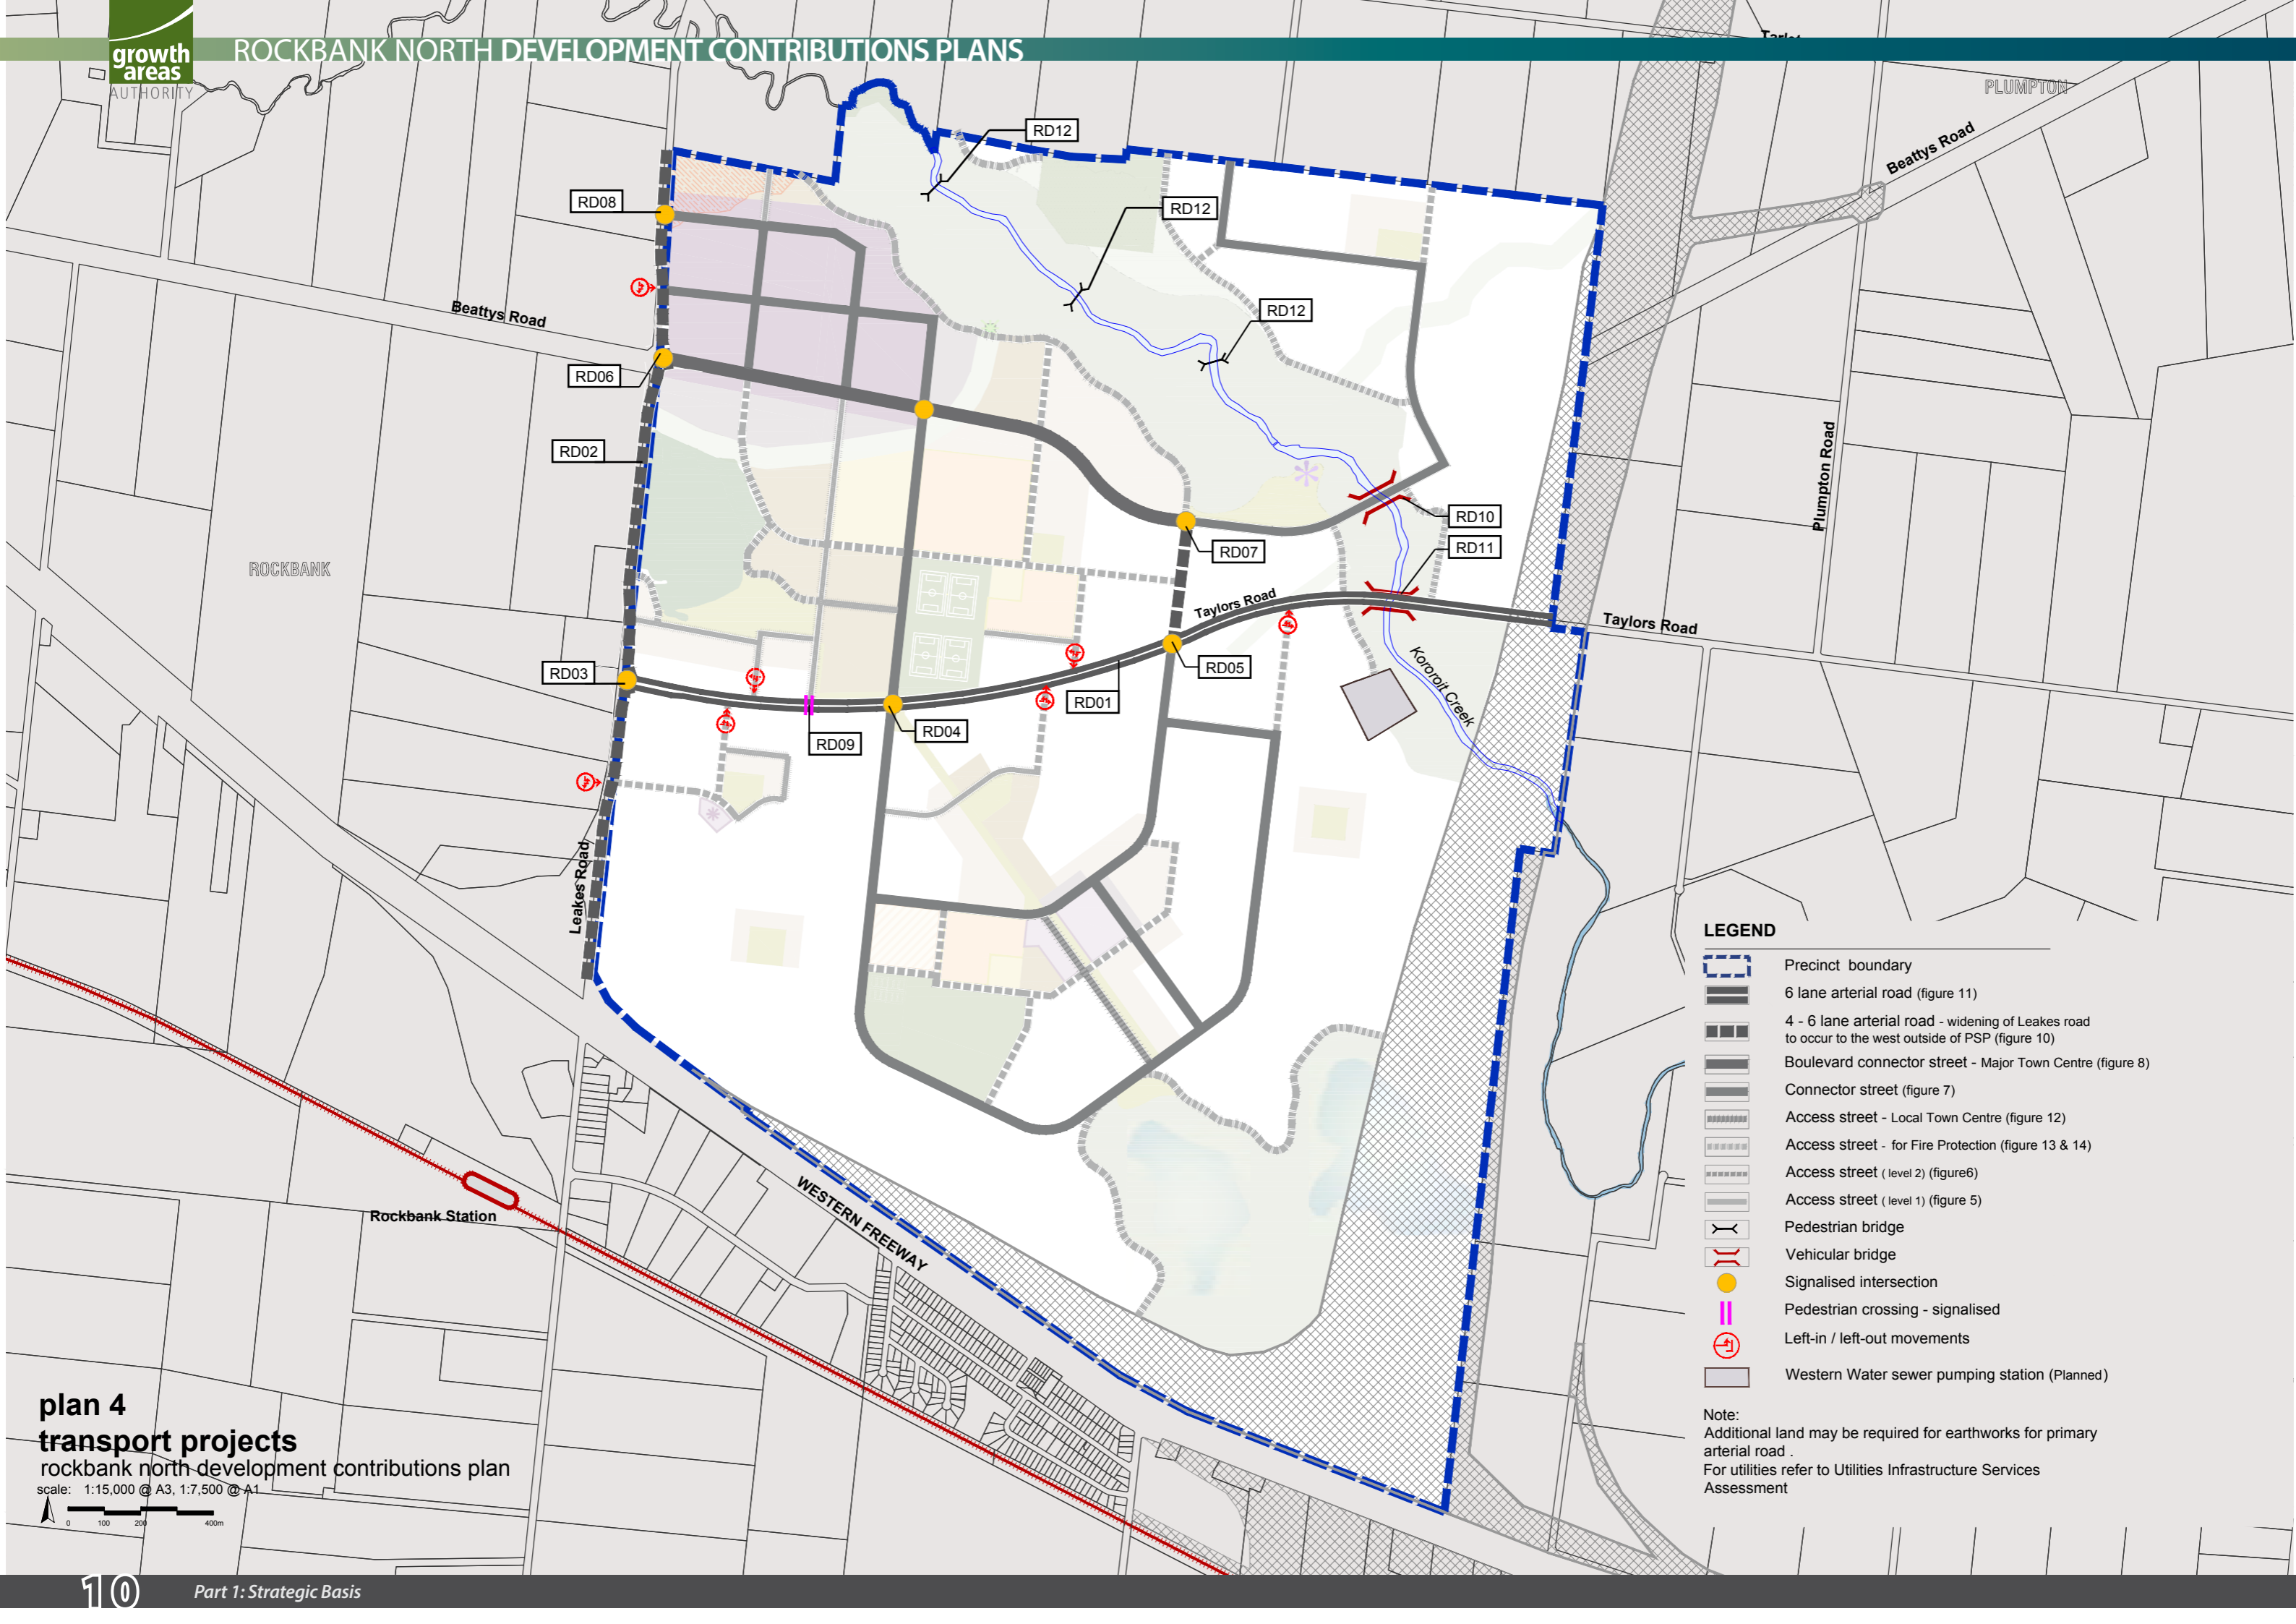 growth
areas
AUTHORITY
ROCKBANK NORTH DEVELOPMENT CONTRIBUTIONS PLANS
PLUMPTON
Beattys Road
RD12
RD12
RD12
RD08
Beattys Road
RD06
RD02
Plumpton Road
RD10
RD11
RD07
ROCKBANK
Taylors Road
Taylors Road
RD03
RD05
RD01
RD04
RD09
Kororoit Creek
Leakes Road
Rockbank Station
WESTERN FREEWAY
LEGEND
Precinct boundary
6 lane arterial road (figure 11)
4 - 6 lane arterial road - widening of Leakes road
to occur to the west outside of PSP (figure 10)
Boulevard connector street - Major Town Centre (figure 8)
Connector street (figure 7)
Access street - Local Town Centre (figure 12)
Access street - for Fire Protection (figure 13 & 14)
Access street ( level 2) (figure6)
Access street ( level 1) (figure 5)
Pedestrian bridge
Vehicular bridge
Signalised intersection
Pedestrian crossing - signalised
Left-in / left-out movements
Western Water sewer pumping station (Planned)
Note:
Additional land may be required for earthworks for primary
arterial road .
For utilities refer to Utilities Infrastructure Services
Assessment
plan 4
transport projects
rockbank north development contributions plan
scale: 1:15,000 @ A3, 1:7,500 @ A1
0 100 200 400m
10 Part 1: Strategic Basis